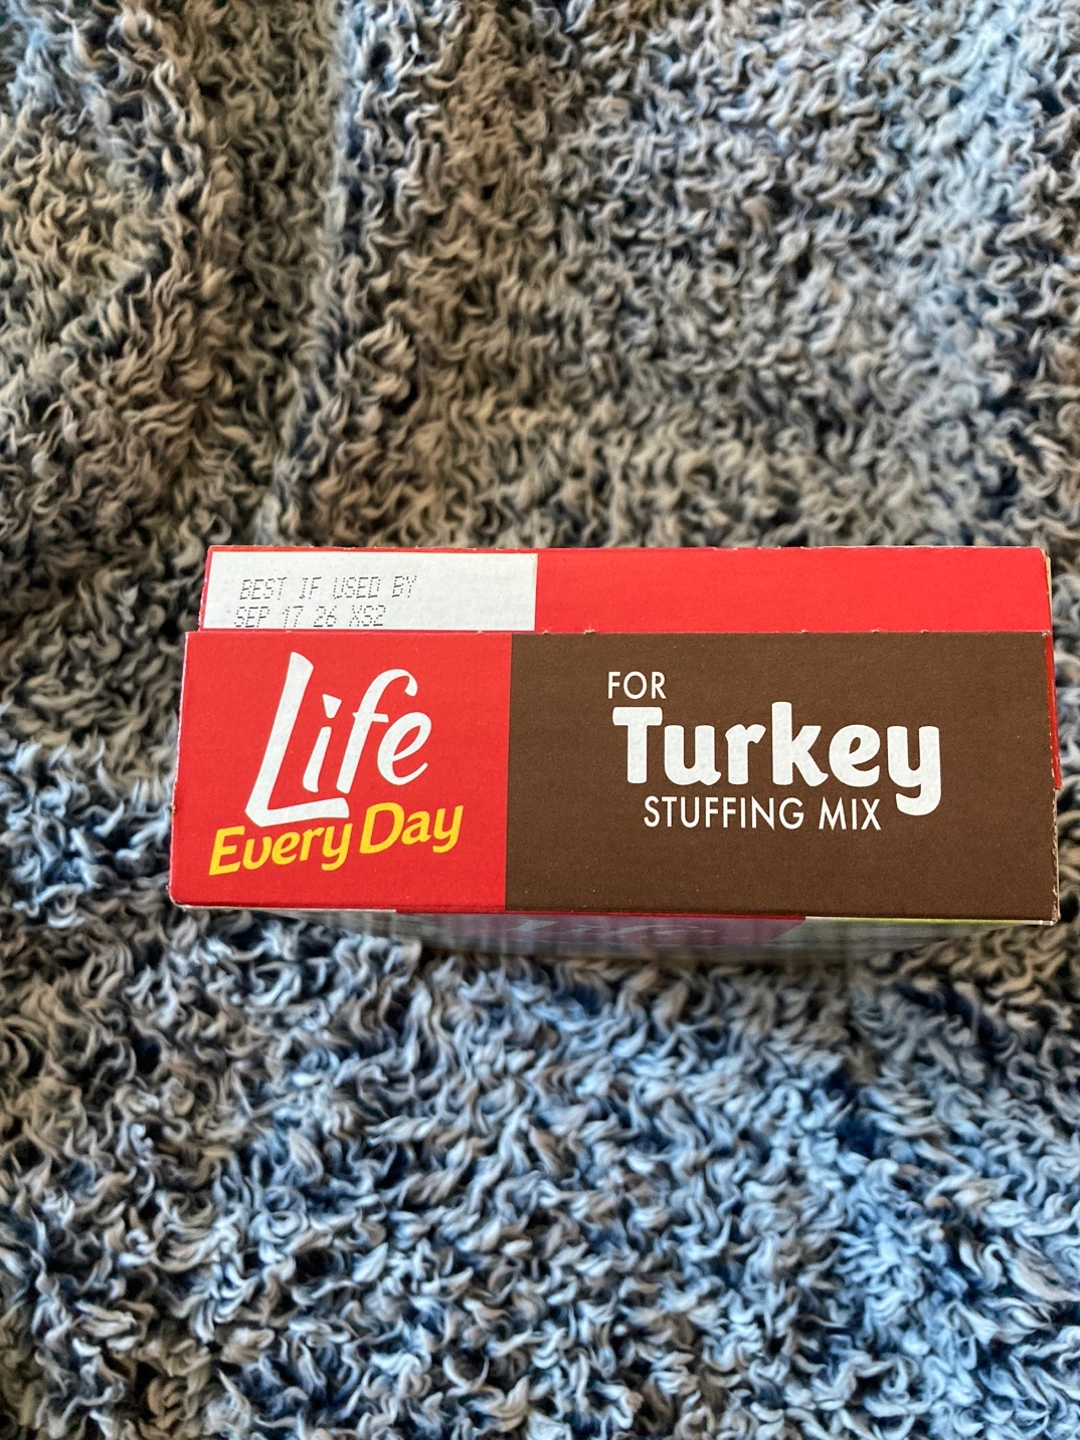 BEST IF USED BY
SEP 17 26 XS2
Life
Every Day
FOR
Turkey
STUFFING MIX